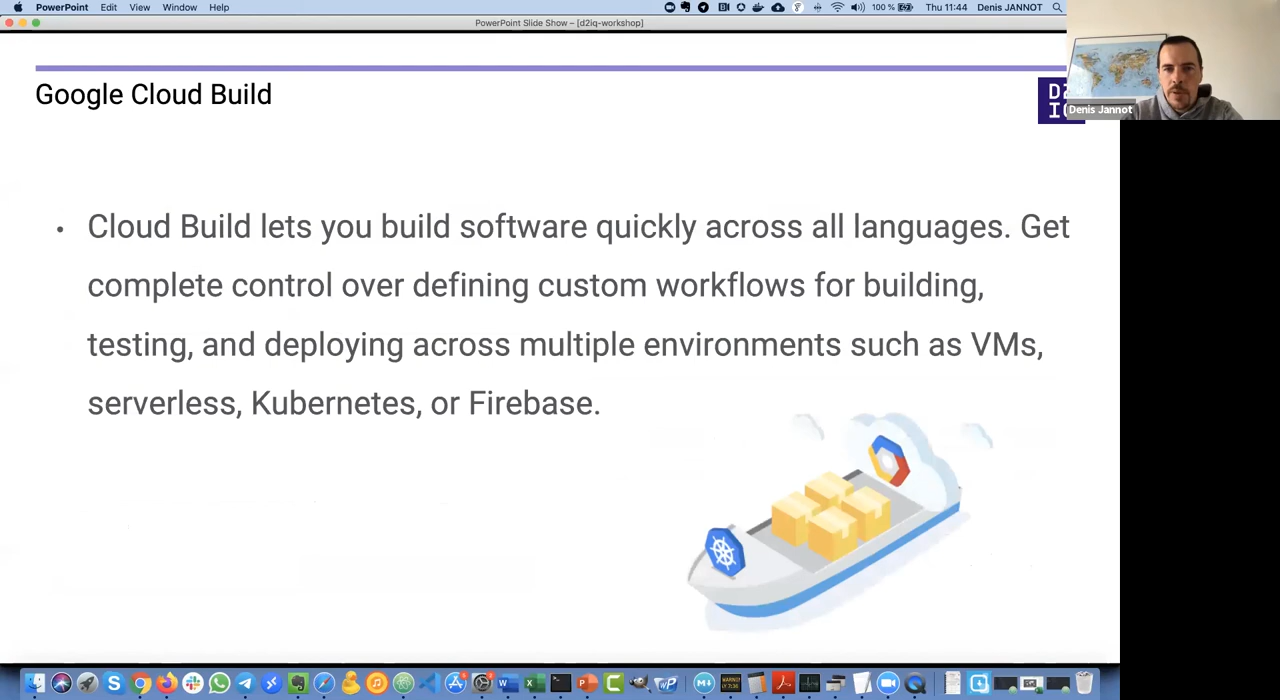 PowerPoint Edit View Window Help 100 % Thu 11:44 Denis JANNOT
PowerPoint Slide Show – [d2iq-workshop]
Google Cloud Build
Denis Jannot
• Cloud Build lets you build software quickly across all languages. Get
complete control over defining custom workflows for building,
testing, and deploying across multiple environments such as VMs,
serverless, Kubernetes, or Firebase.